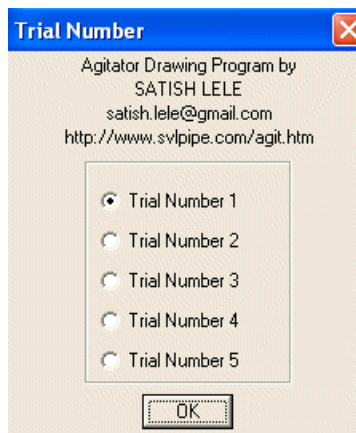 Trial Number
Agitator Drawing Program by
SATISH LELE
satish.lele@gmail.com
http://www.svlpipe.com/agit.htm
Trial Number 1
Trial Number 2
Trial Number 3
Trial Number 4
Trial Number 5
OK